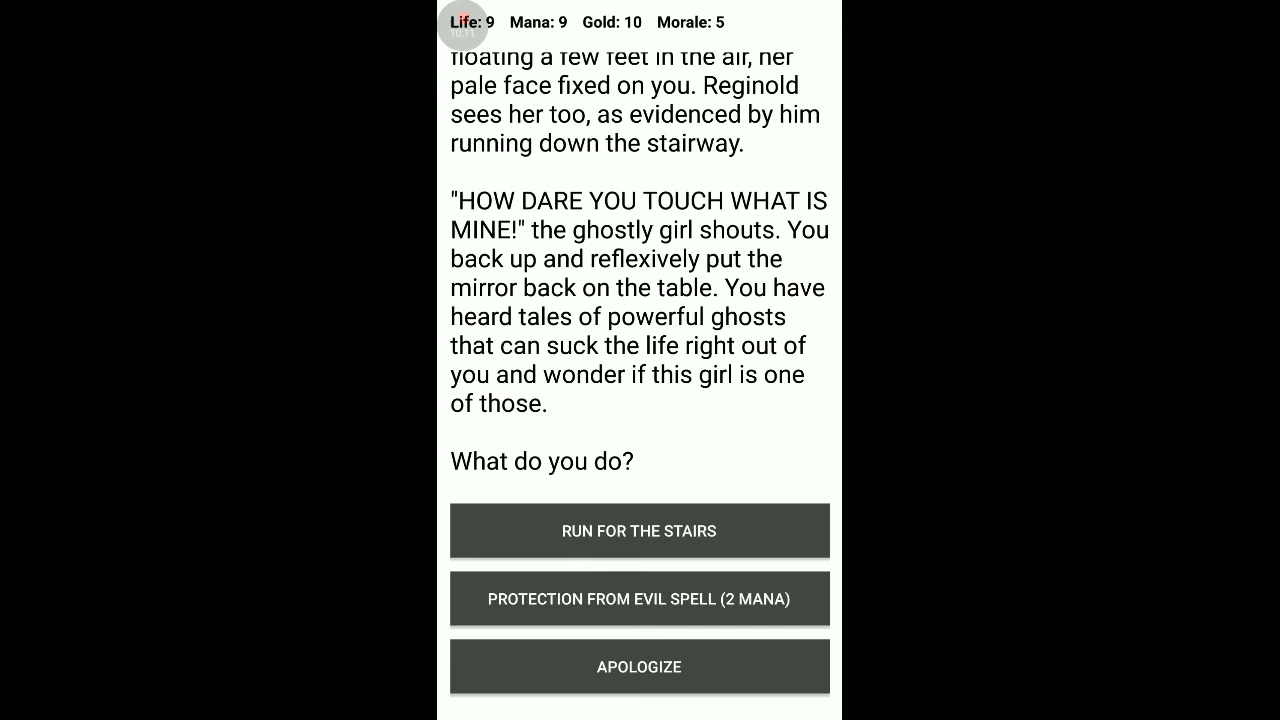 Life: 9 Mana: 9 Gold: 10 Morale: 5
10:11
floating a few feet in the air, her
pale face fixed on you. Reginold
sees her too, as evidenced by him
running down the stairway.
"HOW DARE YOU TOUCH WHAT IS
MINE!" the ghostly girl shouts. You
back up and reflexively put the
mirror back on the table. You have
heard tales of powerful ghosts
that can suck the life right out of
you and wonder if this girl is one
of those.
What do you do?
RUN FOR THE STAIRS
PROTECTION FROM EVIL SPELL (2 MANA)
APOLOGIZE